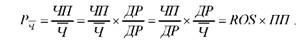 P_Ч̅ = ЧП/Ч̅ = ЧП/Ч̅ × ДР/ДР = ЧП/ДР × ДР/Ч̅ = ROS × ПП .